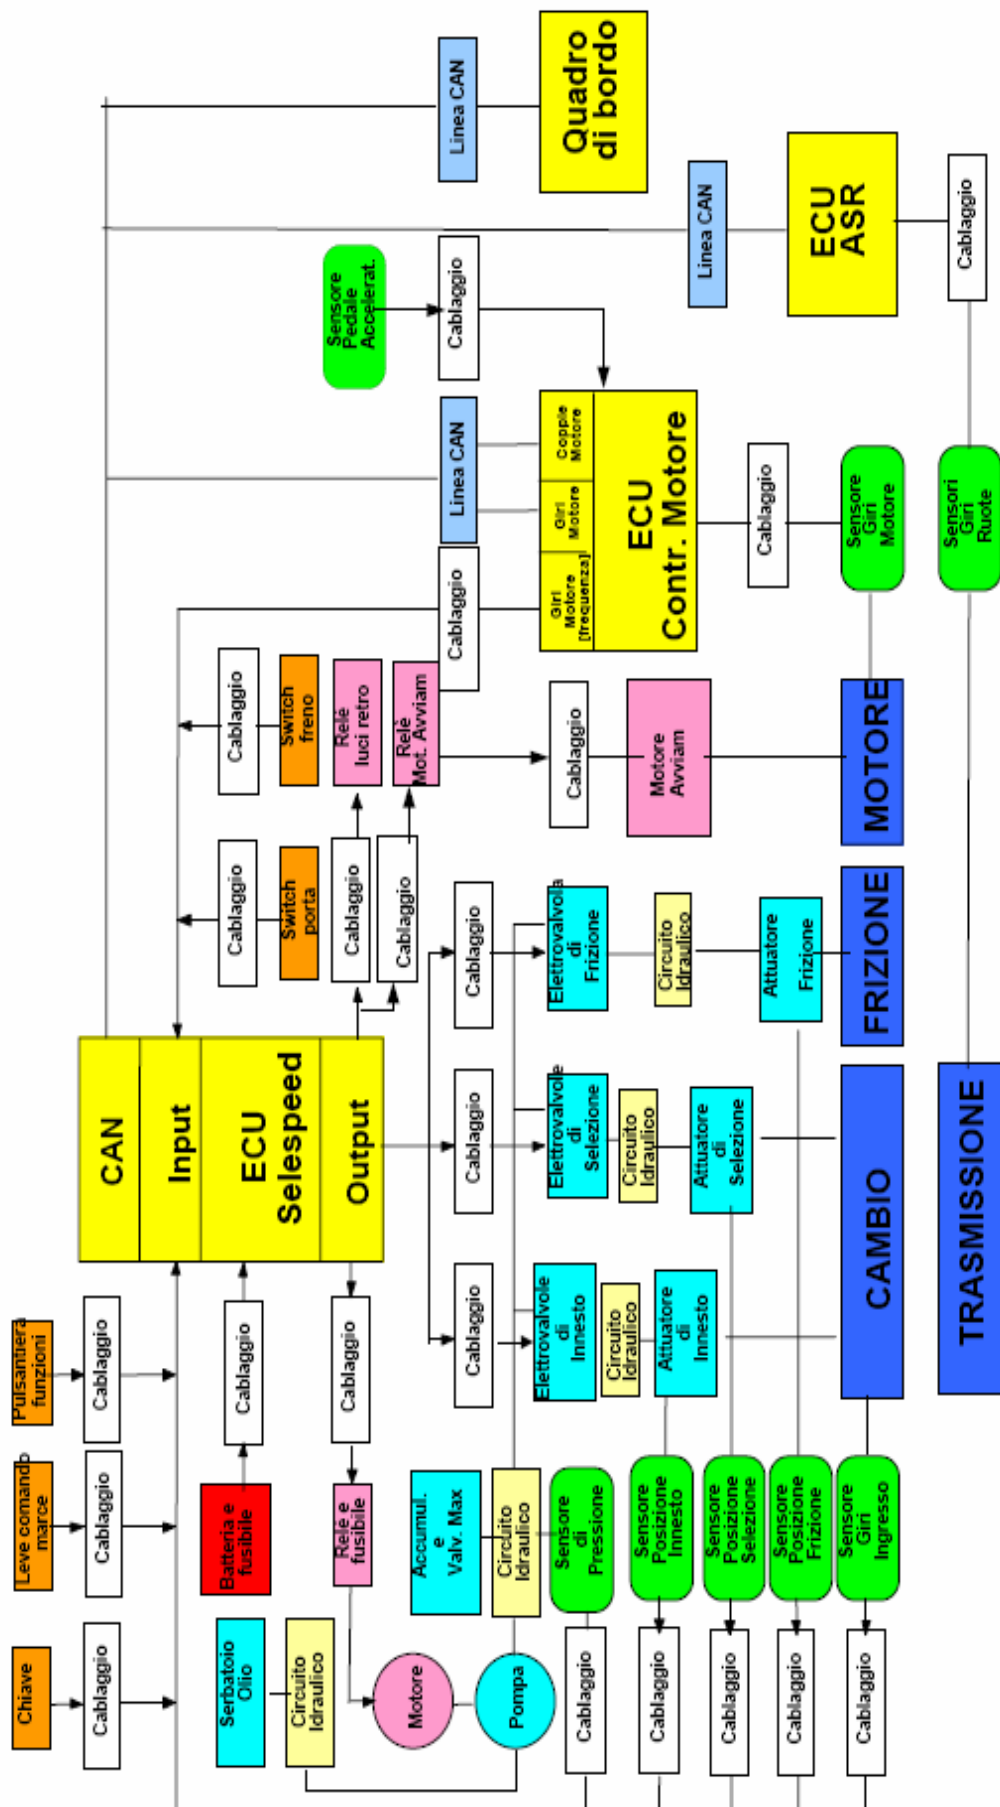 Chiave
Cablaggio
Leve comando
marce
Cablaggio
Pulsantiera
funzioni
Cablaggio
CAN
Input
ECU
Selespeed
Output
Serbatoio
Olio
Circuito
Idraulico
Batteria e
fusibile
Cablaggio
Relè e
fusibile
Cablaggio
Motore
Pompa
Accumul.
e
Valv. Max
Circuito
Idraulico
Cablaggio
Switch
porta
Cablaggio
Switch
freno
Cablaggio
Relè
luci retro
Cablaggio
Relè
Mot. Avviam
Cablaggio
Linea CAN
Sensore
Pedale
Accelerat.
Cablaggio
Linea CAN
Quadro
di bordo
Giri
Motore
[frequenza]
Giri
Motore
Coppie
Motore
ECU
Contr. Motore
Linea CAN
ECU
ASR
Cablaggio
Cablaggio
Elettrovalvole
di
Innesto
Circuito
Idraulico
Attuatore
di
Innesto
Cablaggio
Elettrovalvole
di
Selezione
Circuito
Idraulico
Attuatore
di
Selezione
Cablaggio
Elettrovalvola
di
Frizione
Circuito
Idraulico
Attuatore
Frizione
Cablaggio
Motore
Avviam
Cablaggio
Sensore
Giri
Motore
Sensori
Giri
Ruote
Cablaggio
Sensore
di
Pressione
Cablaggio
Sensore
Posizione
Innesto
Cablaggio
Sensore
Posizione
Selezione
Cablaggio
Sensore
Posizione
Frizione
Cablaggio
Sensore
Giri
Ingresso
CAMBIO
FRIZIONE
MOTORE
TRASMISSIONE